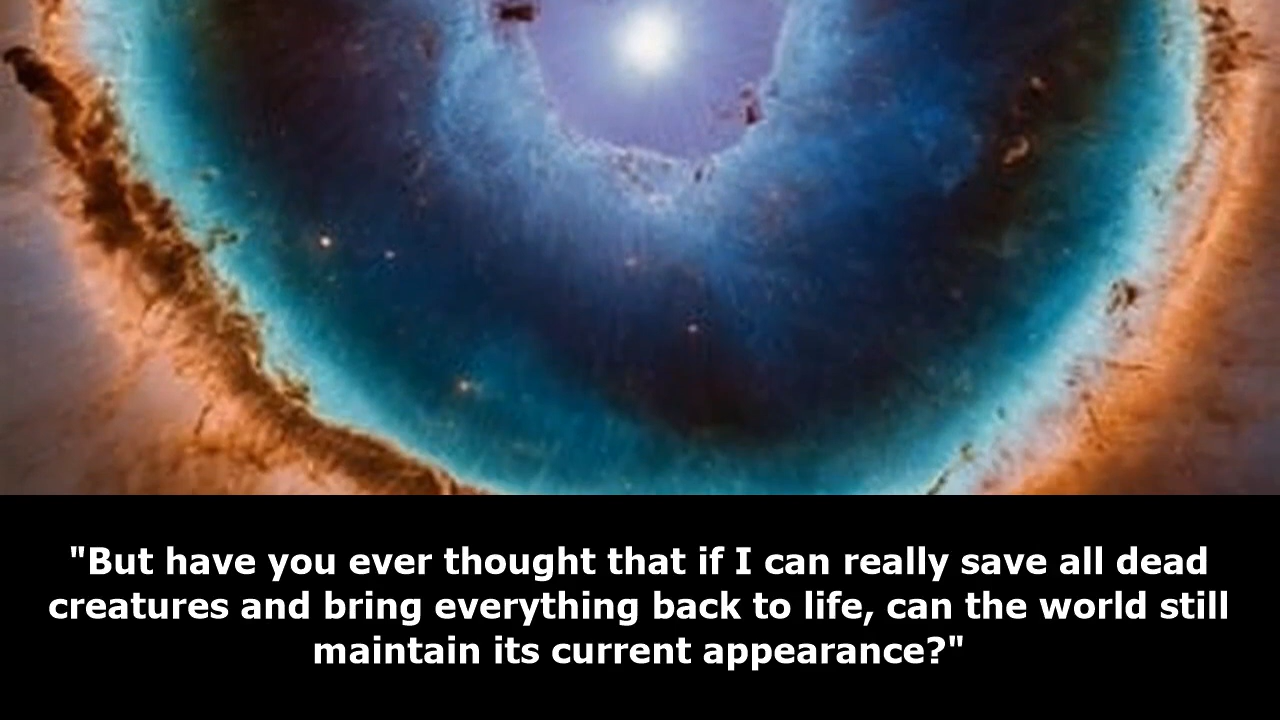 "But have you ever thought that if I can really save all dead
creatures and bring everything back to life, can the world still
maintain its current appearance?"